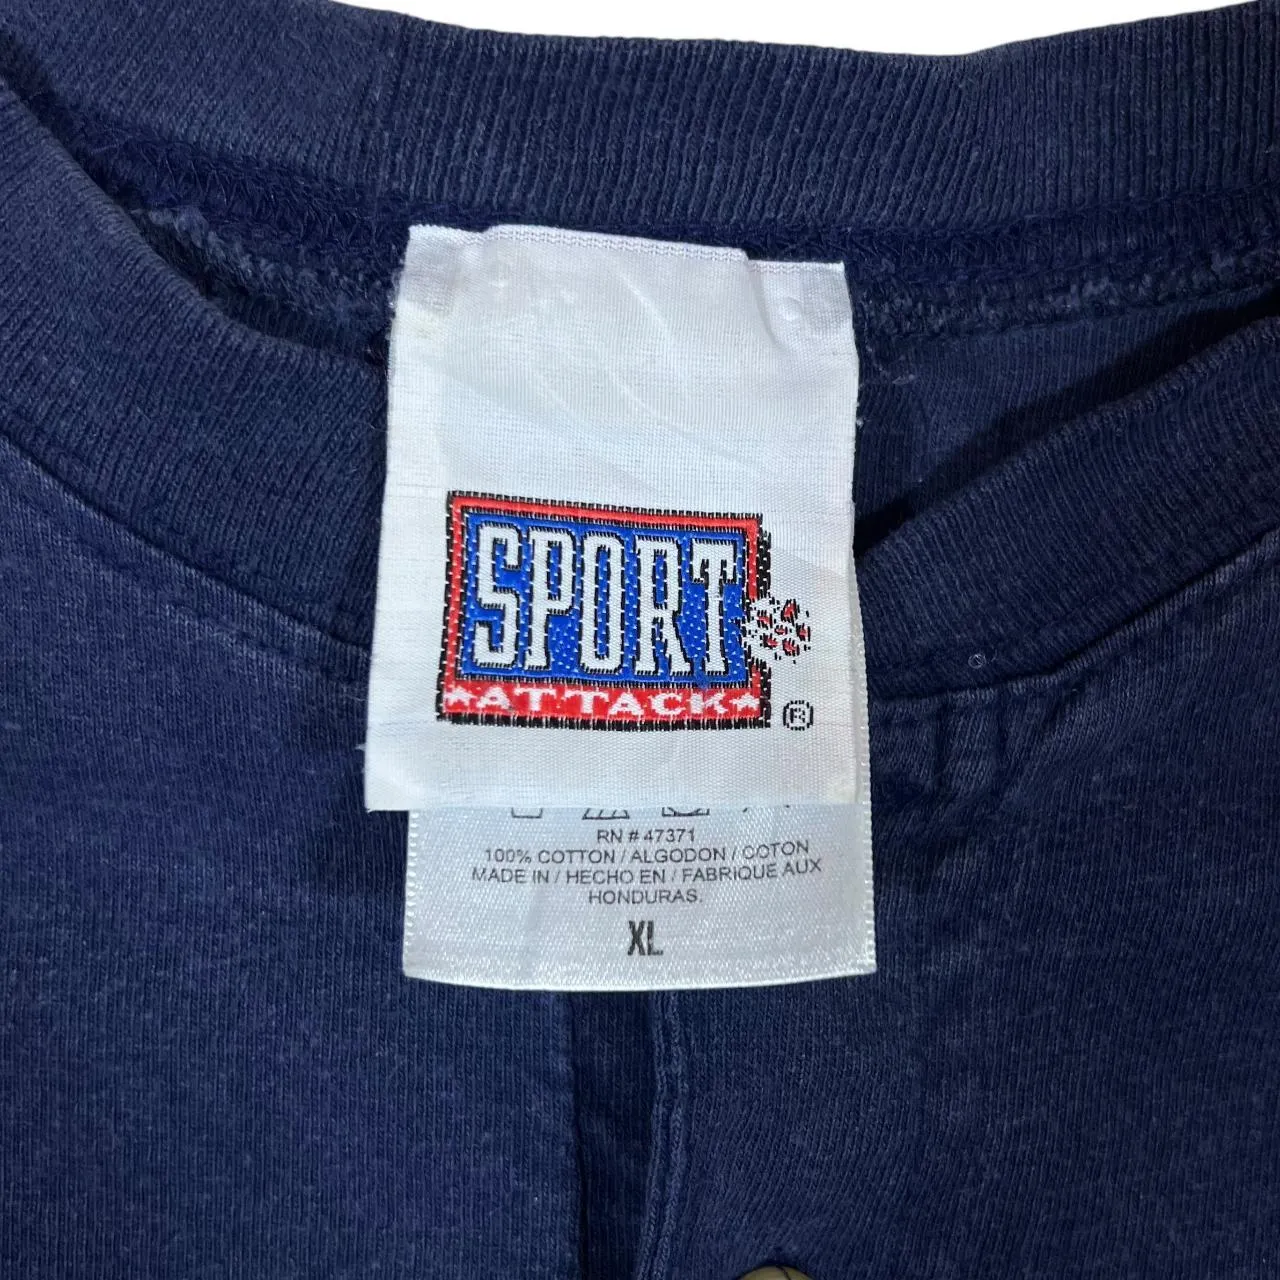 SPORT
★ATTACK★
®
RN # 47371
100% COTTON / ALGODON / COTON
MADE IN / HECHO EN / FABRIQUE AUX
HONDURAS.
XL